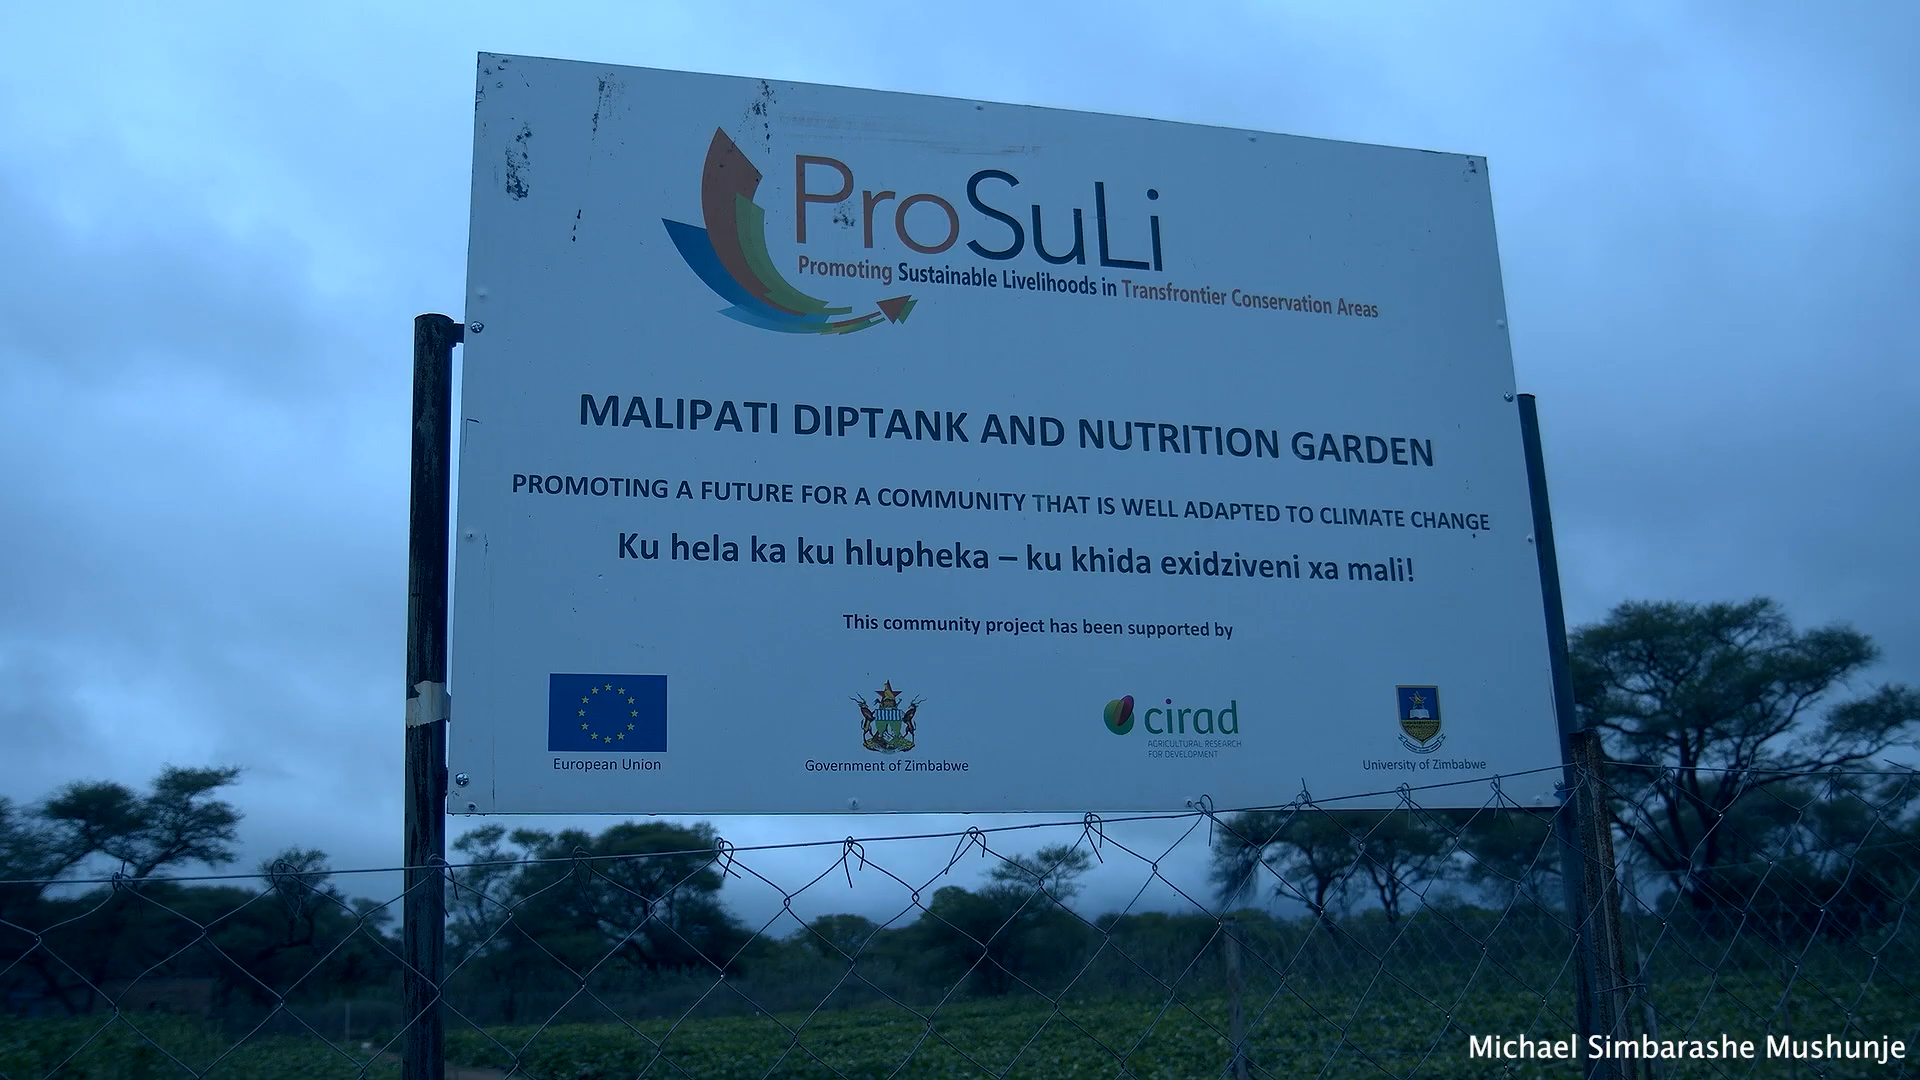 ProSuLi
Promoting Sustainable Livelihoods in Transfrontier Conservation Areas
MALIPATI DIPTANK AND NUTRITION GARDEN
PROMOTING A FUTURE FOR A COMMUNITY THAT IS WELL ADAPTED TO CLIMATE CHANGE
Ku hela ka ku hlupheka – ku khida exidziveni xa mali!
This community project has been supported by
European Union
Government of Zimbabwe
cirad
AGRICULTURAL RESEARCH
FOR DEVELOPMENT
University of Zimbabwe
Michael Simbarashe Mushunje